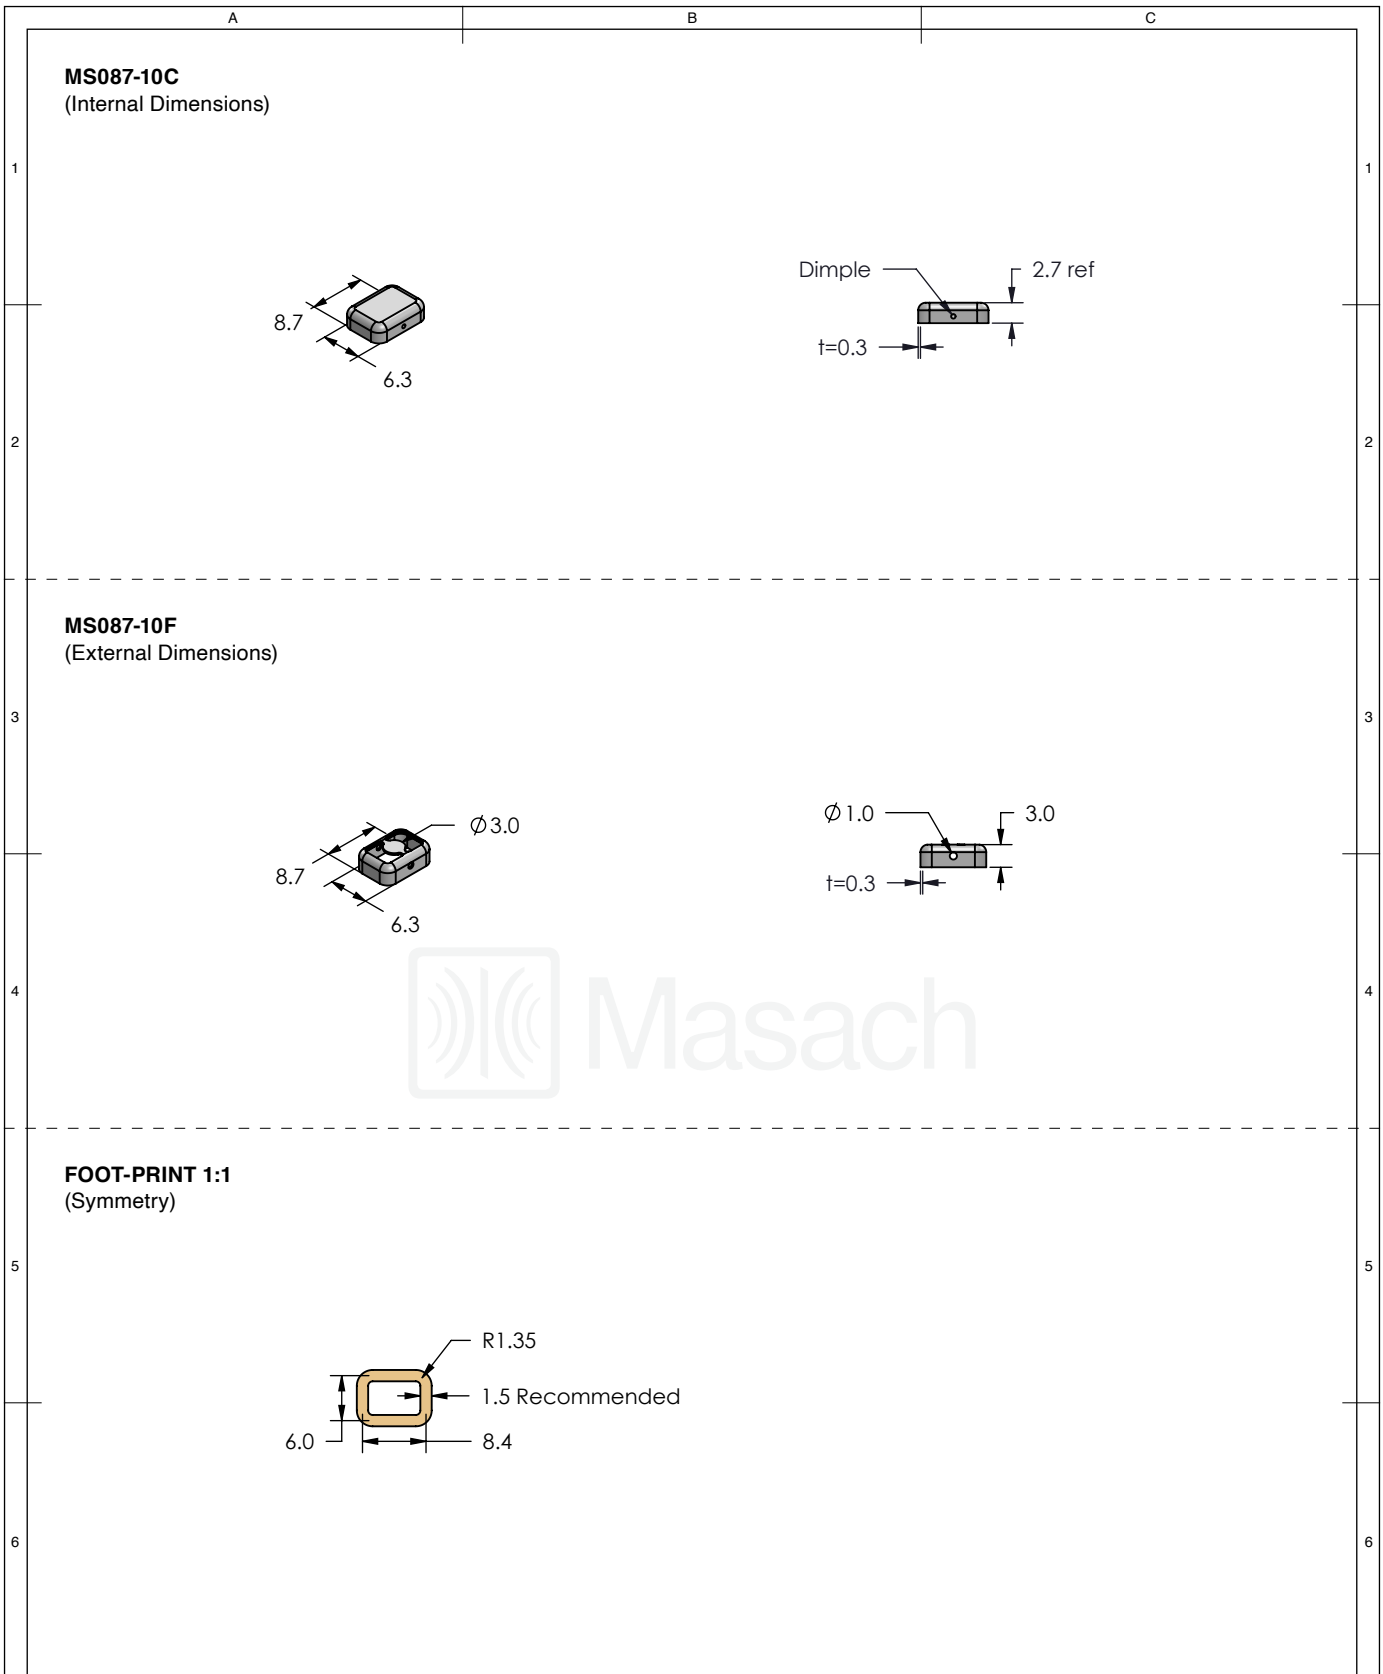 A B C
MS087-10C
(Internal Dimensions)
1 1
Dimple 2.7 ref
8.7
t=0.3
6.3
2 2
MS087-10F
(External Dimensions)
3 3
Ø3.0
Ø1.0 3.0
8.7
t=0.3
6.3
Masach
4 4
FOOT-PRINT 1:1
(Symmetry)
5 5
R1.35
1.5 Recommended
6.0 8.4
6 6